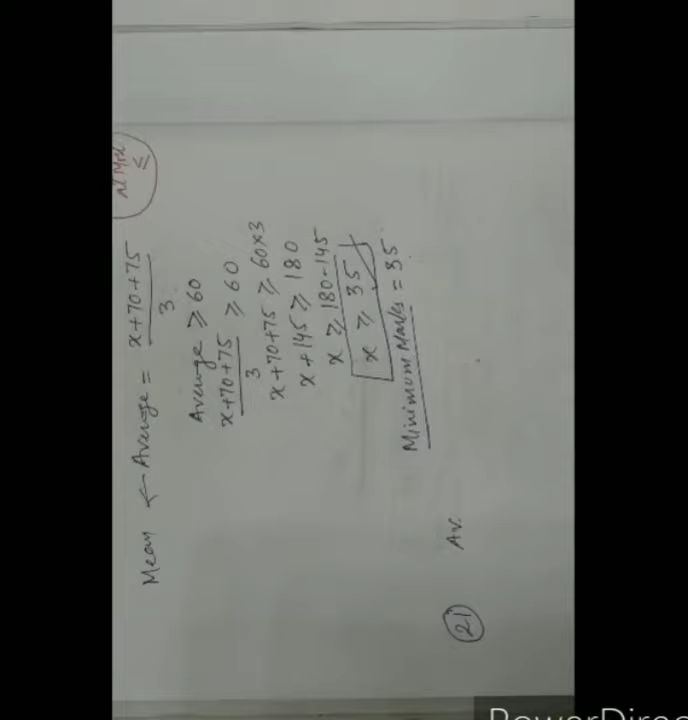 Mean ← Average = x+70+75 / 3
Average ≥ 60
x+70+75 / 3 ≥ 60
x+70+75 ≥ 60×3
x+145 ≥ 180
x ≥ 180-145
x ≥ 35
Minimum Marks = 35
21 Av.